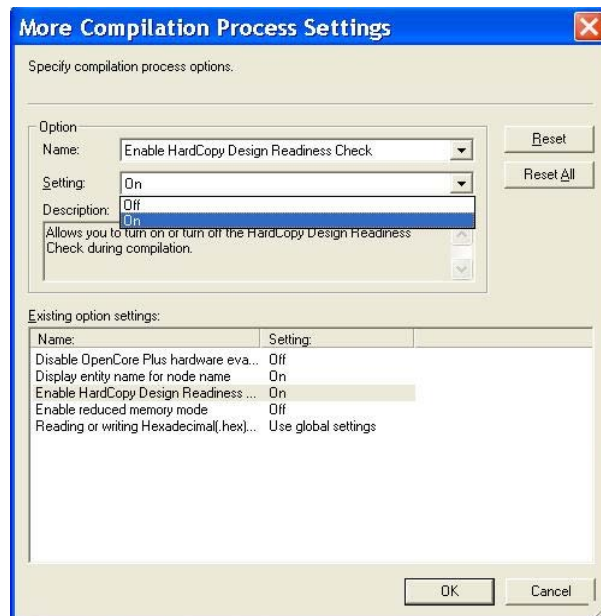 More Compilation Process Settings
Specify compilation process options.
Option
Name: Enable HardCopy Design Readiness Check
Reset
Setting: On
Reset All
Off
Description: On
Allows you to turn on or turn off the HardCopy Design Readiness
Check during compilation.
Existing option settings:
Name: Setting:
Disable OpenCore Plus hardware eva... Off
Display entity name for node name On
Enable HardCopy Design Readiness ... On
Enable reduced memory mode Off
Reading or writing Hexadecimal(.hex)... Use global settings
OK Cancel